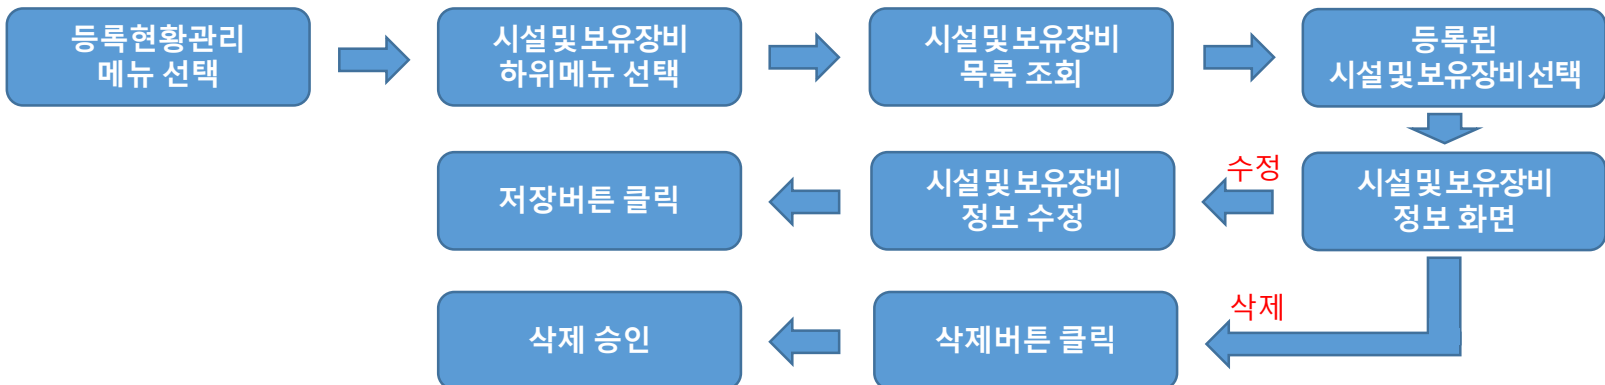 등록현황관리
메뉴 선택
시설 및 보유장비
하위메뉴 선택
시설 및 보유장비
목록 조회
등록된
시설 및 보유장비 선택
시설 및 보유장비
정보 화면
수정
시설 및 보유장비
정보 수정
저장버튼 클릭
삭제
삭제버튼 클릭
삭제 승인